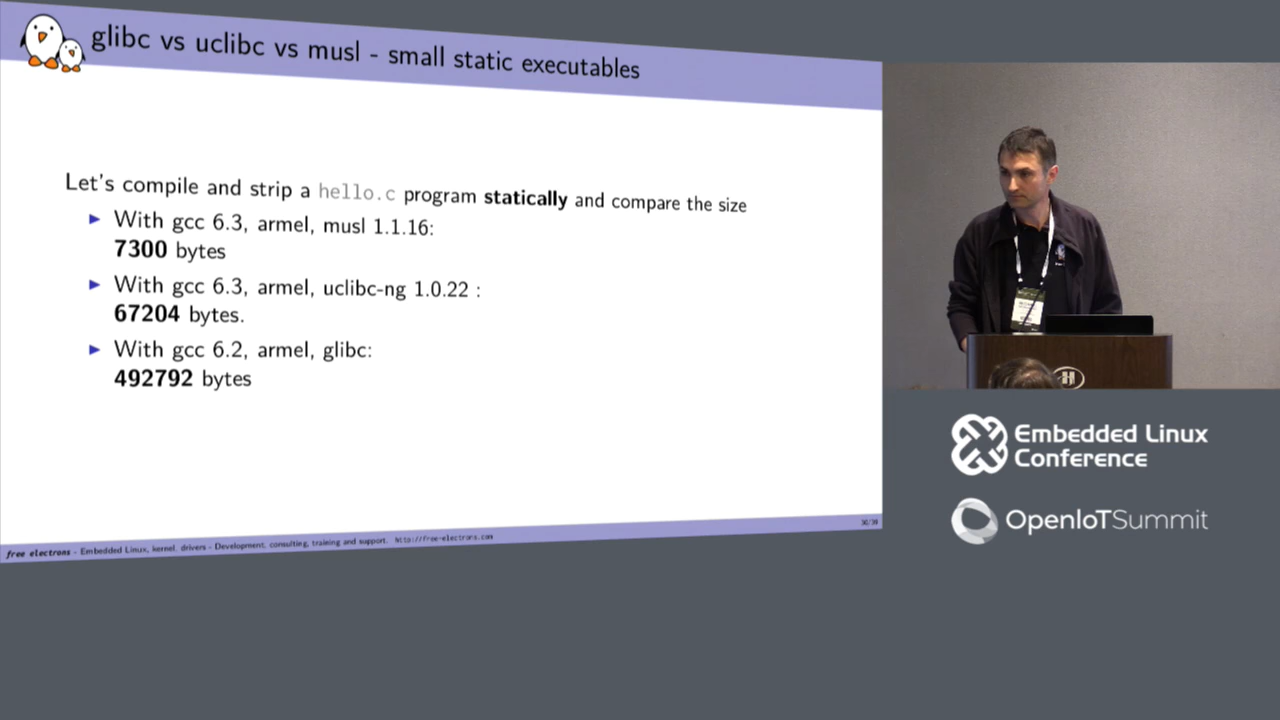 glibc vs uclibc vs musl - small static executables
Let's compile and strip a hello.c program statically and compare the size
With gcc 6.3, armel, musl 1.1.16:
7300 bytes
With gcc 6.3, armel, uclibc-ng 1.0.22 :
67204 bytes.
With gcc 6.2, armel, glibc:
492792 bytes
free electrons - Embedded Linux, kernel, drivers - Development, consulting, training and support. http://free-electrons.com
30/39
H
Embedded Linux
Conference
OpenIoTSummit